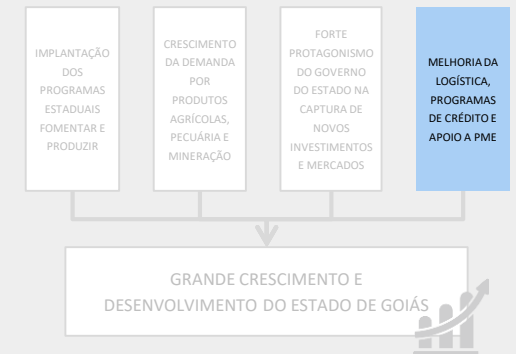 IMPLANTAÇÃO
DOS
PROGRAMAS
ESTADUAIS
FOMENTAR E
PRODUZIR
CRESCIMENTO
DA DEMANDA
POR
PRODUTOS
AGRÍCOLAS,
PECUÁRIA E
MINERAÇÃO
FORTE
PROTAGONISMO
DO GOVERNO
DO ESTADO NA
CAPTURA DE
NOVOS
INVESTIMENTOS
E MERCADOS
MELHORIA DA
LOGÍSTICA,
PROGRAMAS
DE CRÉDITO E
APOIO A PME
GRANDE CRESCIMENTO E
DESENVOLVIMENTO DO ESTADO DE GOIÁS